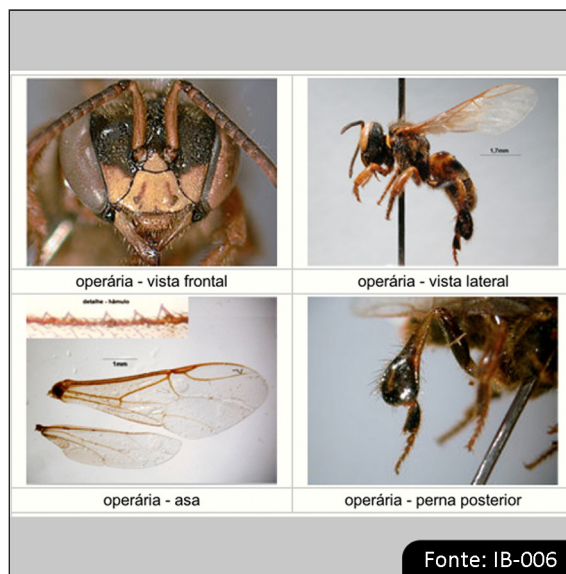 1,7mm
operária - vista frontal
operária - vista lateral
detalhe - hâmulo
1mm
operária - asa
operária - perna posterior
Fonte: IB-006